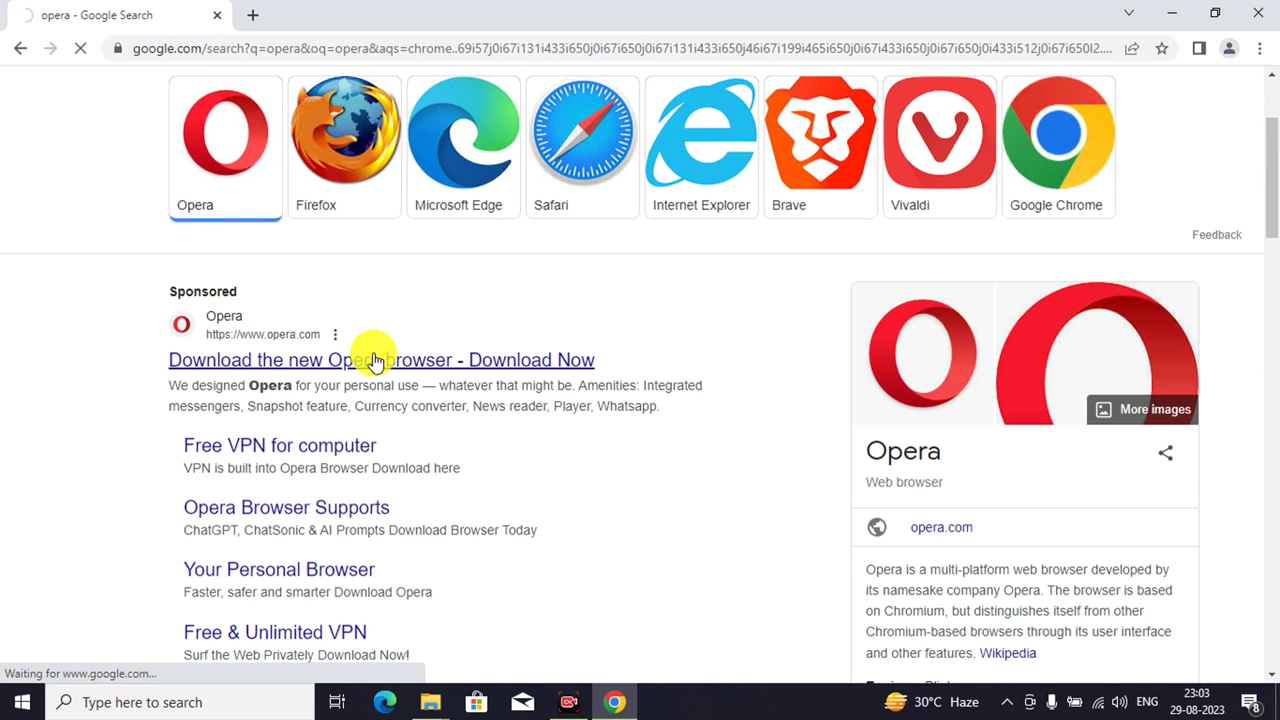 opera - Google Search
google.com/search?q=opera&oq=opera&aqs=chrome..69i57j0i67i131i433i650j0i67i650j0i67i131i433i650j46i67i199i465i650j0i67i433i650j0i67i650j0i433i512j0i67i650l2....
Opera
Firefox
Microsoft Edge
Safari
Internet Explorer
Brave
Vivaldi
Google Chrome
Feedback
Sponsored
Opera
https://www.opera.com
Download the new Opera browser - Download Now
We designed Opera for your personal use — whatever that might be. Amenities: Integrated
messengers, Snapshot feature, Currency converter, News reader, Player, Whatsapp.
Free VPN for computer
VPN is built into Opera Browser Download here
Opera Browser Supports
ChatGPT, ChatSonic & AI Prompts Download Browser Today
Your Personal Browser
Faster, safer and smarter Download Opera
Free & Unlimited VPN
Surf the Web Privately Download Now!
More images
Opera
Web browser
opera.com
Opera is a multi-platform web browser developed by
its namesake company Opera. The browser is based
on Chromium, but distinguishes itself from other
Chromium-based browsers through its user interface
and other features. Wikipedia
Waiting for www.google.com...
Type here to search
30°C Haze
ENG
23:03
29-08-2023
8